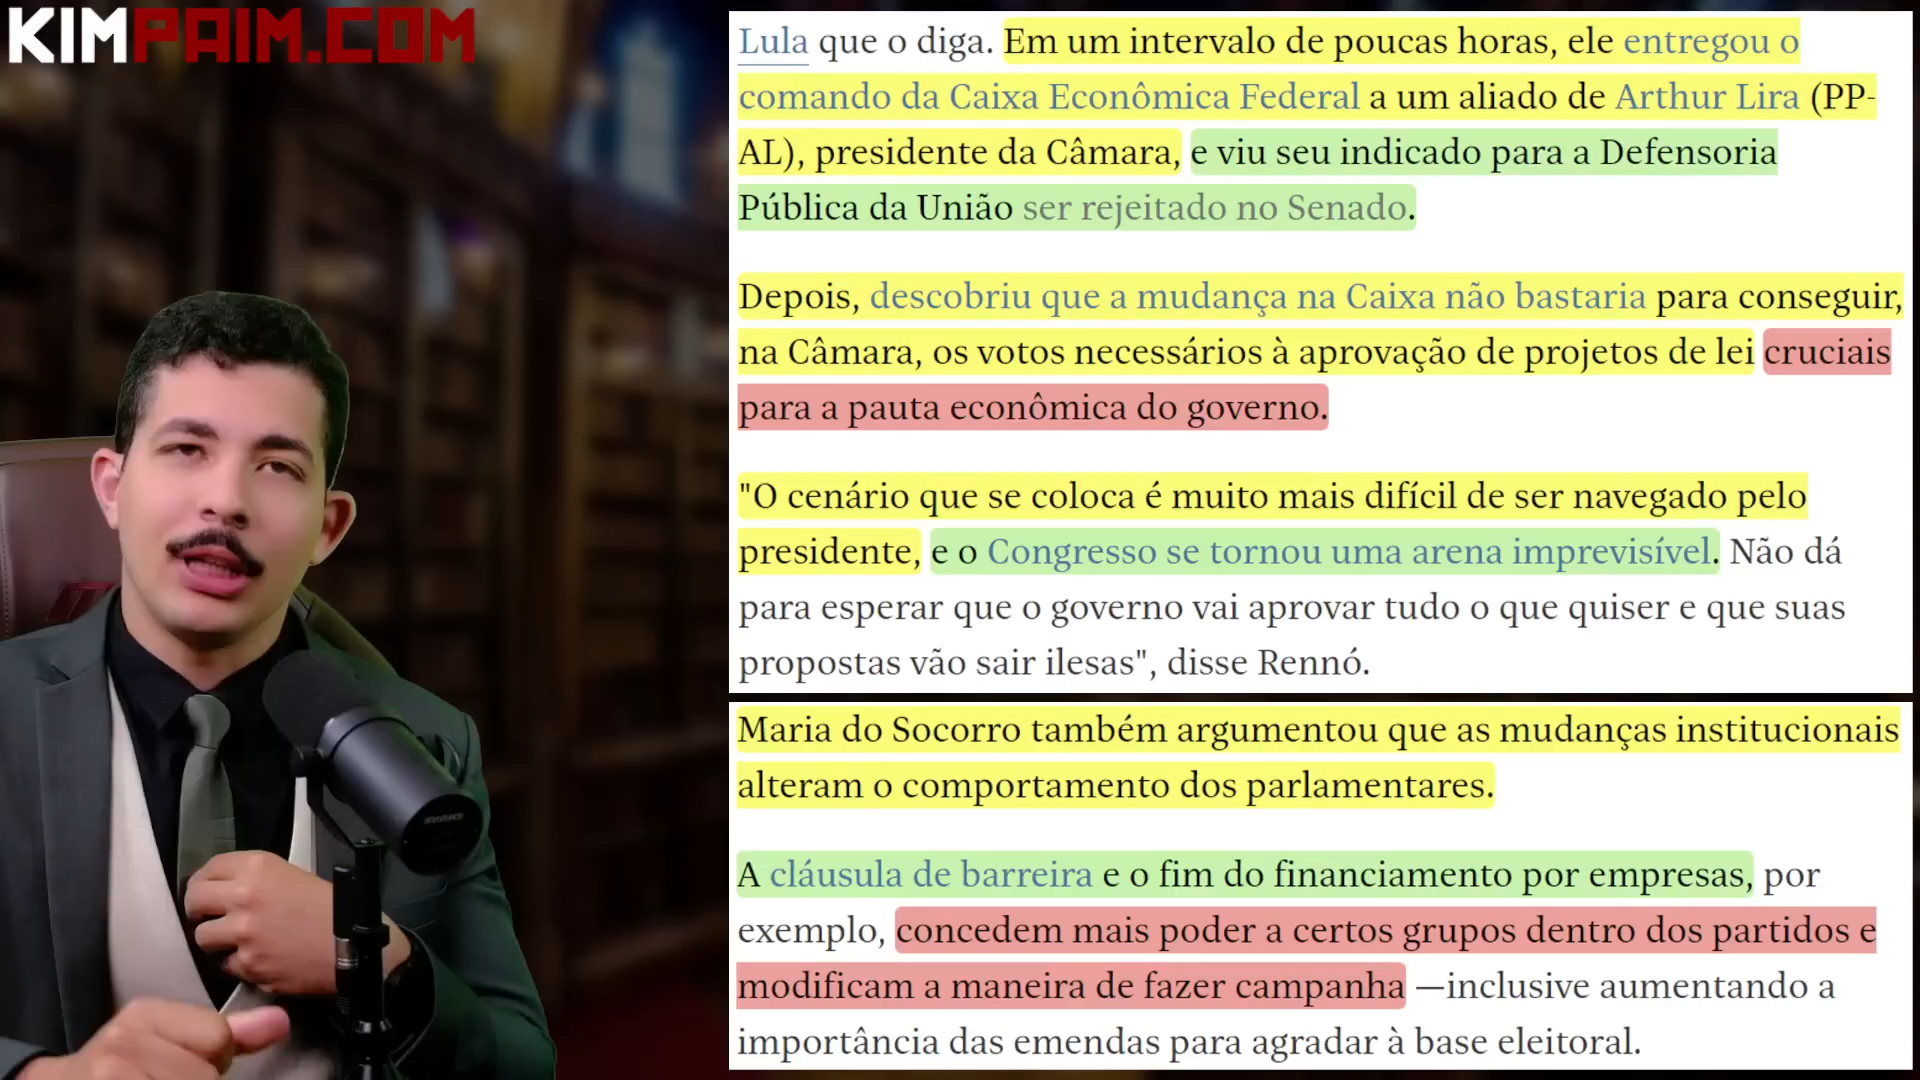 KIMPAIM.COM
Lula que o diga. Em um intervalo de poucas horas, ele entregou o
comando da Caixa Econômica Federal a um aliado de Arthur Lira (PP-
AL), presidente da Câmara, e viu seu indicado para a Defensoria
Pública da União ser rejeitado no Senado.
Depois, descobriu que a mudança na Caixa não bastaria para conseguir,
na Câmara, os votos necessários à aprovação de projetos de lei cruciais
para a pauta econômica do governo.
"O cenário que se coloca é muito mais difícil de ser navegado pelo
presidente, e o Congresso se tornou uma arena imprevisível. Não dá
para esperar que o governo vai aprovar tudo o que quiser e que suas
propostas vão sair ilesas", disse Rennó.
Maria do Socorro também argumentou que as mudanças institucionais
alteram o comportamento dos parlamentares.
A cláusula de barreira e o fim do financiamento por empresas, por
exemplo, concedem mais poder a certos grupos dentro dos partidos e
modificam a maneira de fazer campanha —inclusive aumentando a
importância das emendas para agradar à base eleitoral.